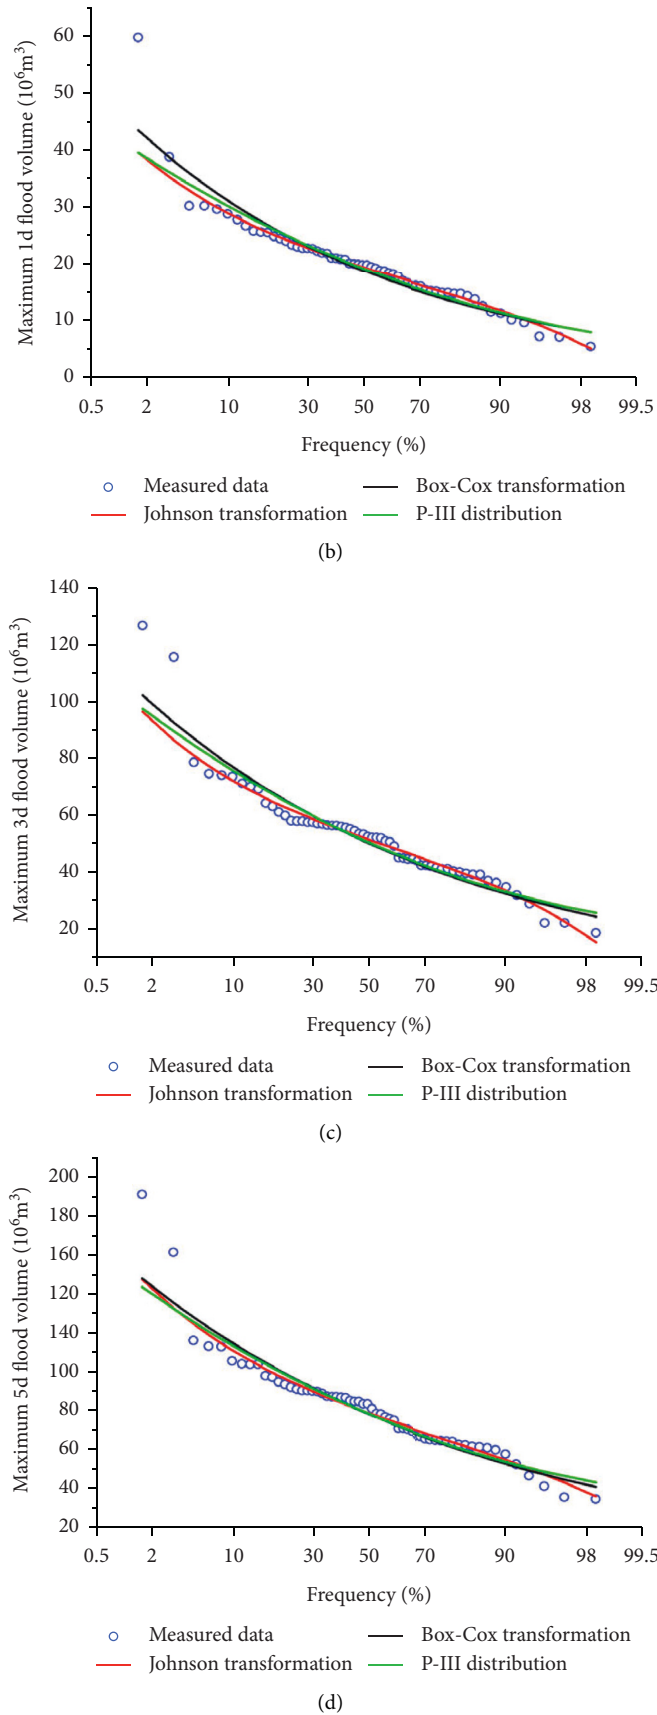 Maximum 1d flood volume (10⁶m³)
60
50
40
30
20
10
0
0.5 2 10 30 50 70 90 98 99.5
Frequency (%)
Measured data Box-Cox transformation
Johnson transformation P-III distribution
(b)
Maximum 3d flood volume (10⁶m³)
140
120
100
80
60
40
20
0.5 2 10 30 50 70 90 98 99.5
Frequency (%)
Measured data Box-Cox transformation
Johnson transformation P-III distribution
(c)
Maximum 5d flood volume (10⁶m³)
200
180
160
120
140
100
80
60
40
20
0.5 2 10 30 50 70 90 98 99.5
Frequency (%)
Measured data Box-Cox transformation
Johnson transformation P-III distribution
(d)